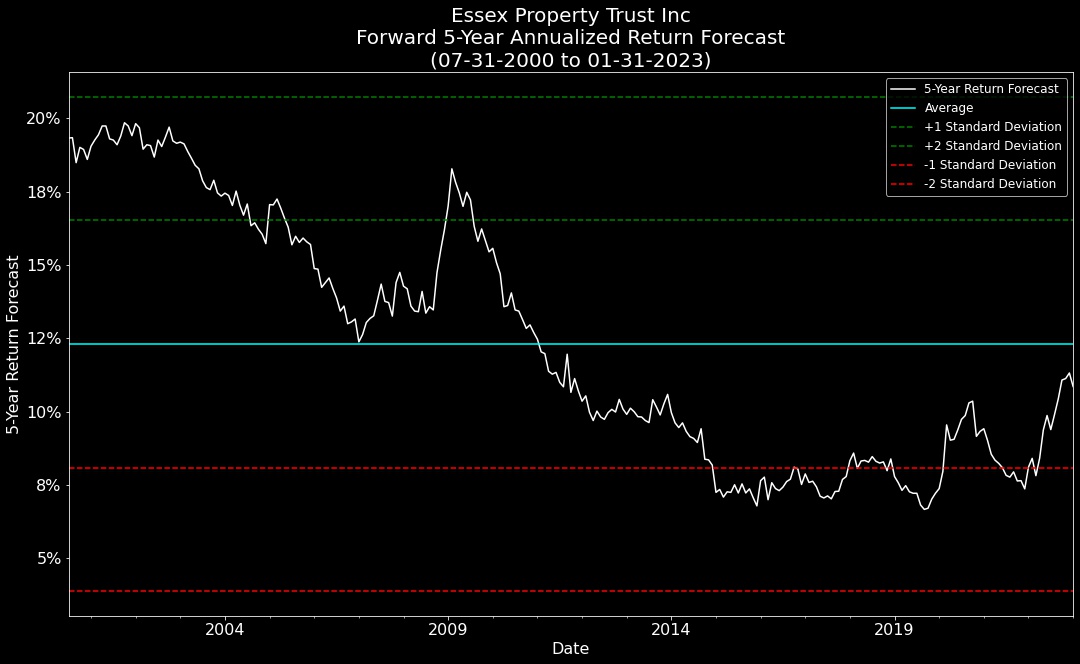 Essex Property Trust Inc
Forward 5-Year Annualized Return Forecast
(07-31-2000 to 01-31-2023)
5-Year Return Forecast
Average
+1 Standard Deviation
+2 Standard Deviation
-1 Standard Deviation
-2 Standard Deviation
20%
18%
15%
12%
10%
8%
5%
5-Year Return Forecast
2004
2009
2014
2019
Date